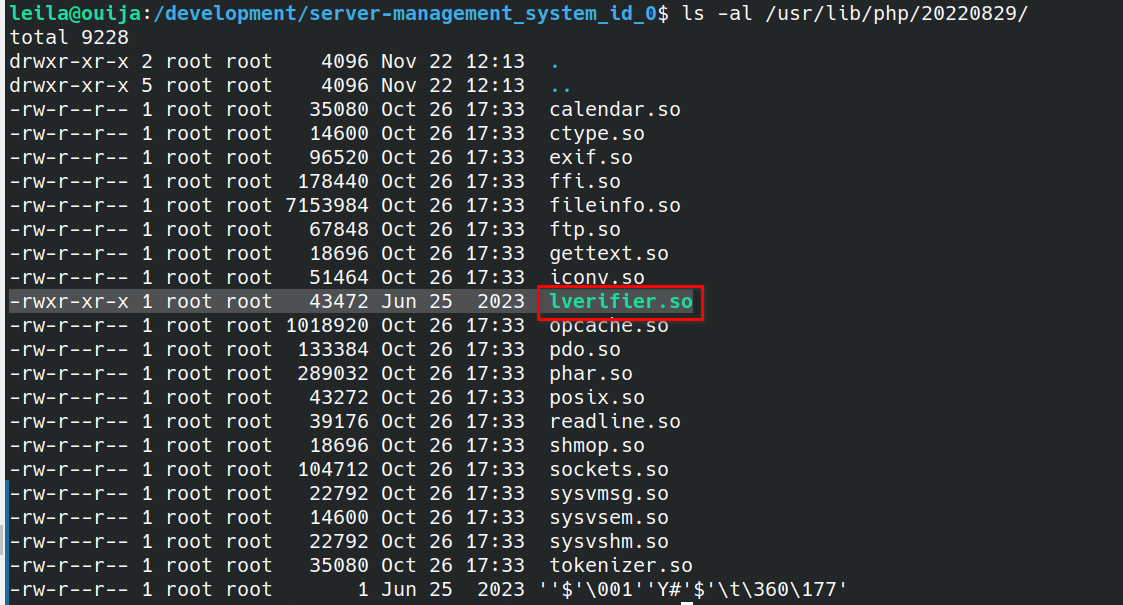 leila@ouija:/development/server-management_system_id_0$ ls -al /usr/lib/php/20220829/
total 9228
drwxr-xr-x 2 root root    4096 Nov 22 12:13  .
drwxr-xr-x 5 root root    4096 Nov 22 12:13  ..
-rw-r--r-- 1 root root   35080 Oct 26 17:33  calendar.so
-rw-r--r-- 1 root root   14600 Oct 26 17:33  ctype.so
-rw-r--r-- 1 root root   96520 Oct 26 17:33  exif.so
-rw-r--r-- 1 root root  178440 Oct 26 17:33  ffi.so
-rw-r--r-- 1 root root 7153984 Oct 26 17:33  fileinfo.so
-rw-r--r-- 1 root root   67848 Oct 26 17:33  ftp.so
-rw-r--r-- 1 root root   18696 Oct 26 17:33  gettext.so
-rw-r--r-- 1 root root   51464 Oct 26 17:33  iconv.so
-rwxr-xr-x 1 root root   43472 Jun 25  2023  lverifier.so
-rw-r--r-- 1 root root 1018920 Oct 26 17:33  opcache.so
-rw-r--r-- 1 root root  133384 Oct 26 17:33  pdo.so
-rw-r--r-- 1 root root  289032 Oct 26 17:33  phar.so
-rw-r--r-- 1 root root   43272 Oct 26 17:33  posix.so
-rw-r--r-- 1 root root   39176 Oct 26 17:33  readline.so
-rw-r--r-- 1 root root   18696 Oct 26 17:33  shmop.so
-rw-r--r-- 1 root root  104712 Oct 26 17:33  sockets.so
-rw-r--r-- 1 root root   22792 Oct 26 17:33  sysvmsg.so
-rw-r--r-- 1 root root   14600 Oct 26 17:33  sysvsem.so
-rw-r--r-- 1 root root   22792 Oct 26 17:33  sysvshm.so
-rw-r--r-- 1 root root   35080 Oct 26 17:33  tokenizer.so
-rw-r--r-- 1 root root       1 Jun 25  2023 ''$'\001''Y#'$'\t\360\177'